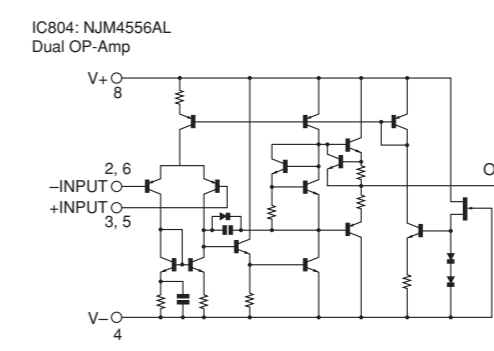 IC804: NJM4556AL
Dual OP-Amp
V+
8
2, 6
–INPUT
+INPUT
3, 5
V–
4
O